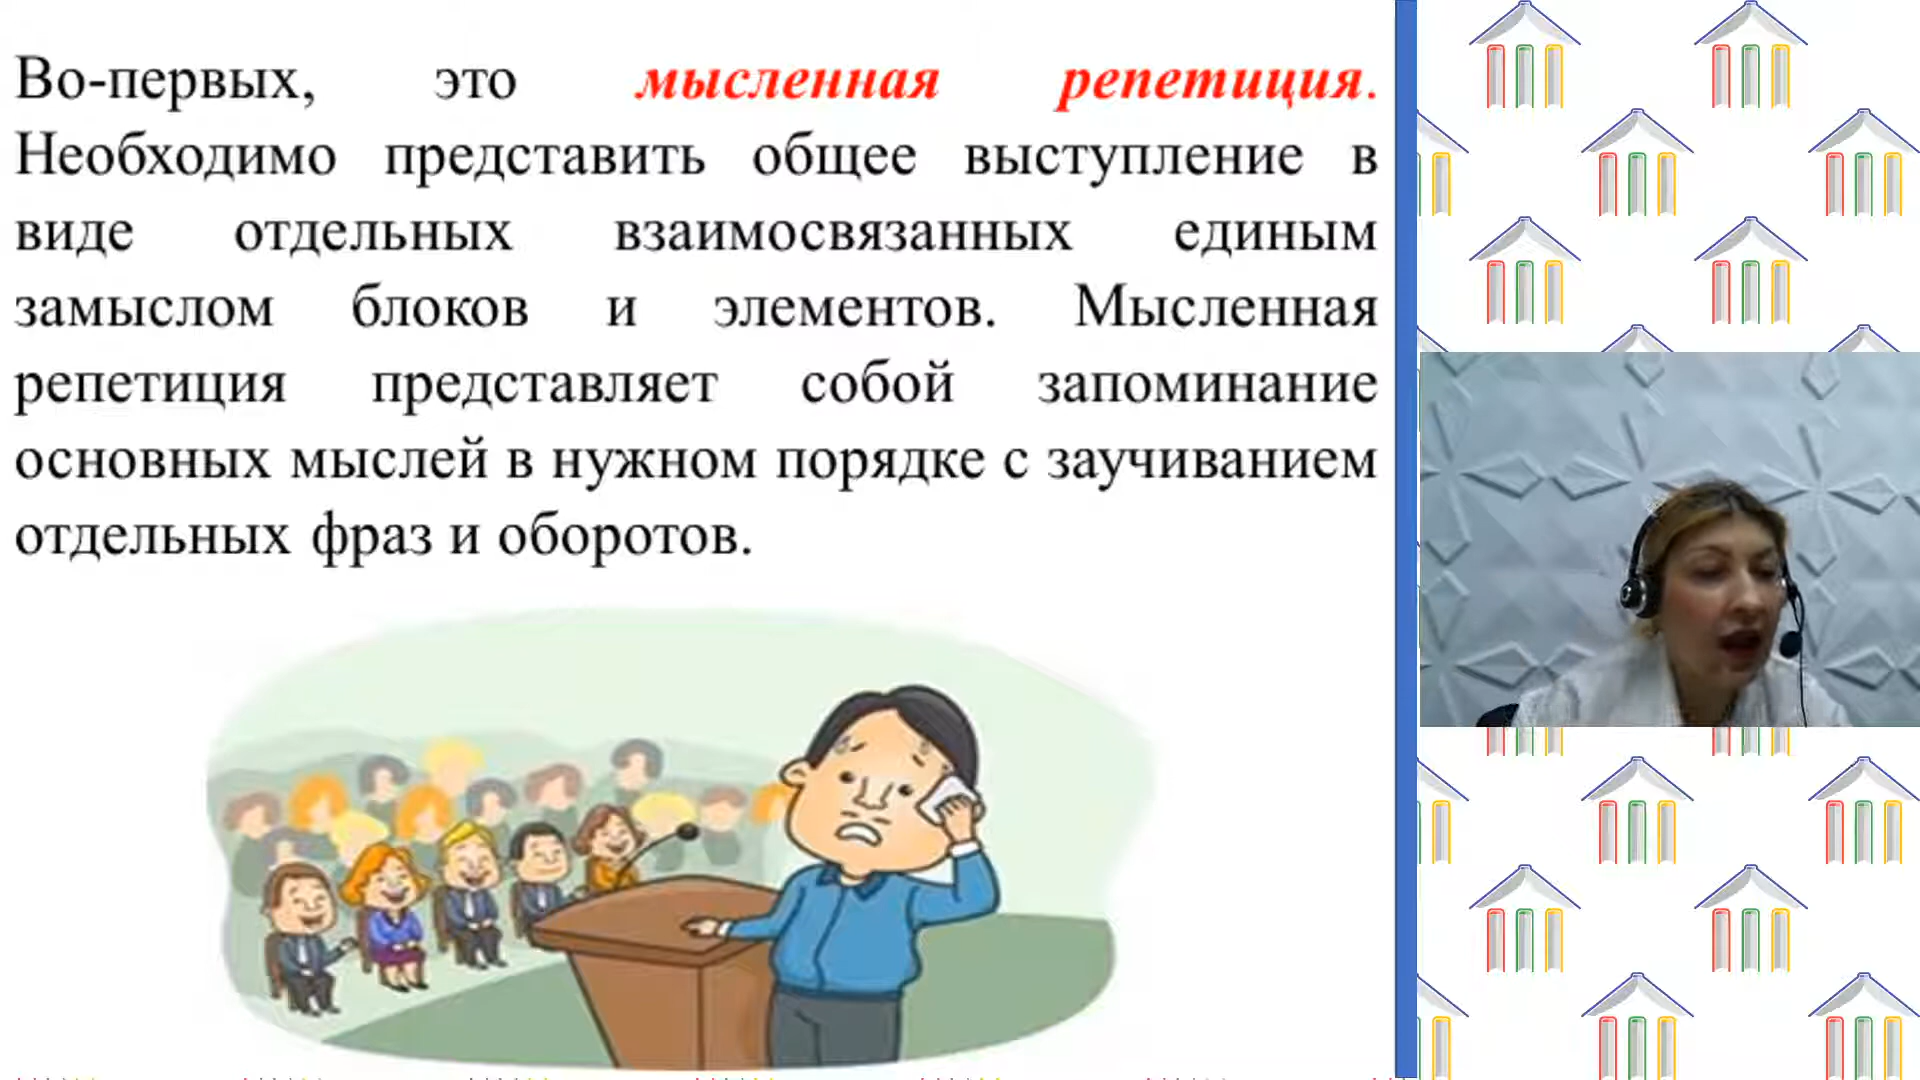 Во-первых, это мысленная репетиция.
Необходимо представить общее выступление в
виде отдельных взаимосвязанных единым
замыслом блоков и элементов. Мысленная
репетиция представляет собой запоминание
основных мыслей в нужном порядке с заучиванием
отдельных фраз и оборотов.